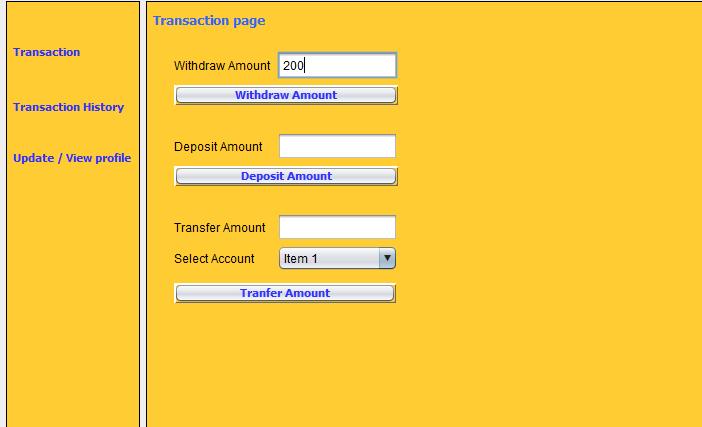 Transaction
Transaction History
Update / View profile
Transaction page
Withdraw Amount 200
Withdraw Amount
Deposit Amount
Deposit Amount
Transfer Amount
Select Account Item 1
Tranfer Amount